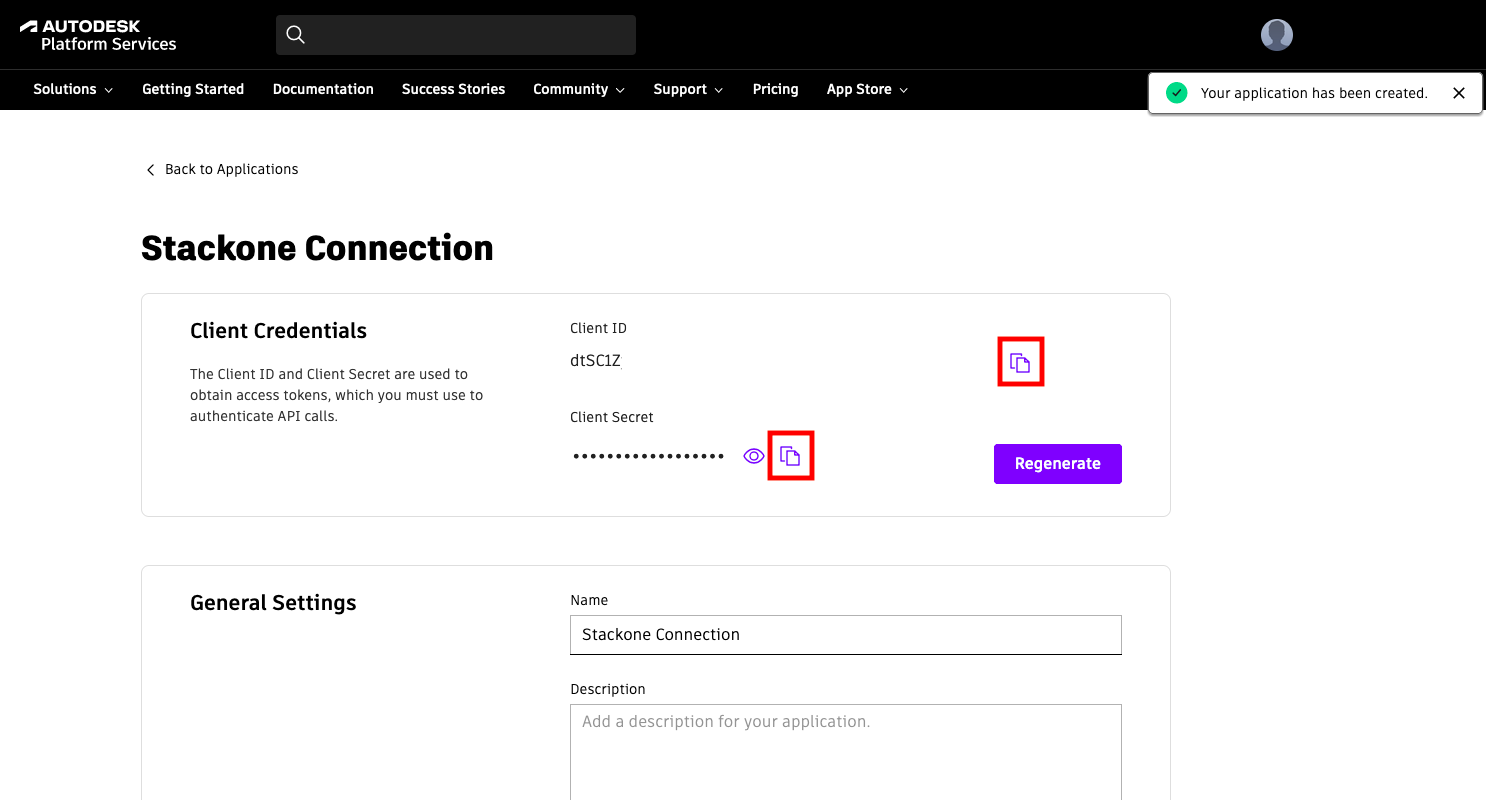 AUTODESK
Platform Services
Solutions Getting Started Documentation Success Stories Community Support Pricing App Store
Your application has been created.
Back to Applications
Stackone Connection
Client Credentials
The Client ID and Client Secret are used to
obtain access tokens, which you must use to
authenticate API calls.
Client ID
dtSC1Z
Client Secret
••••••••••••••••••
Regenerate
General Settings
Name
Stackone Connection
Description
Add a description for your application.